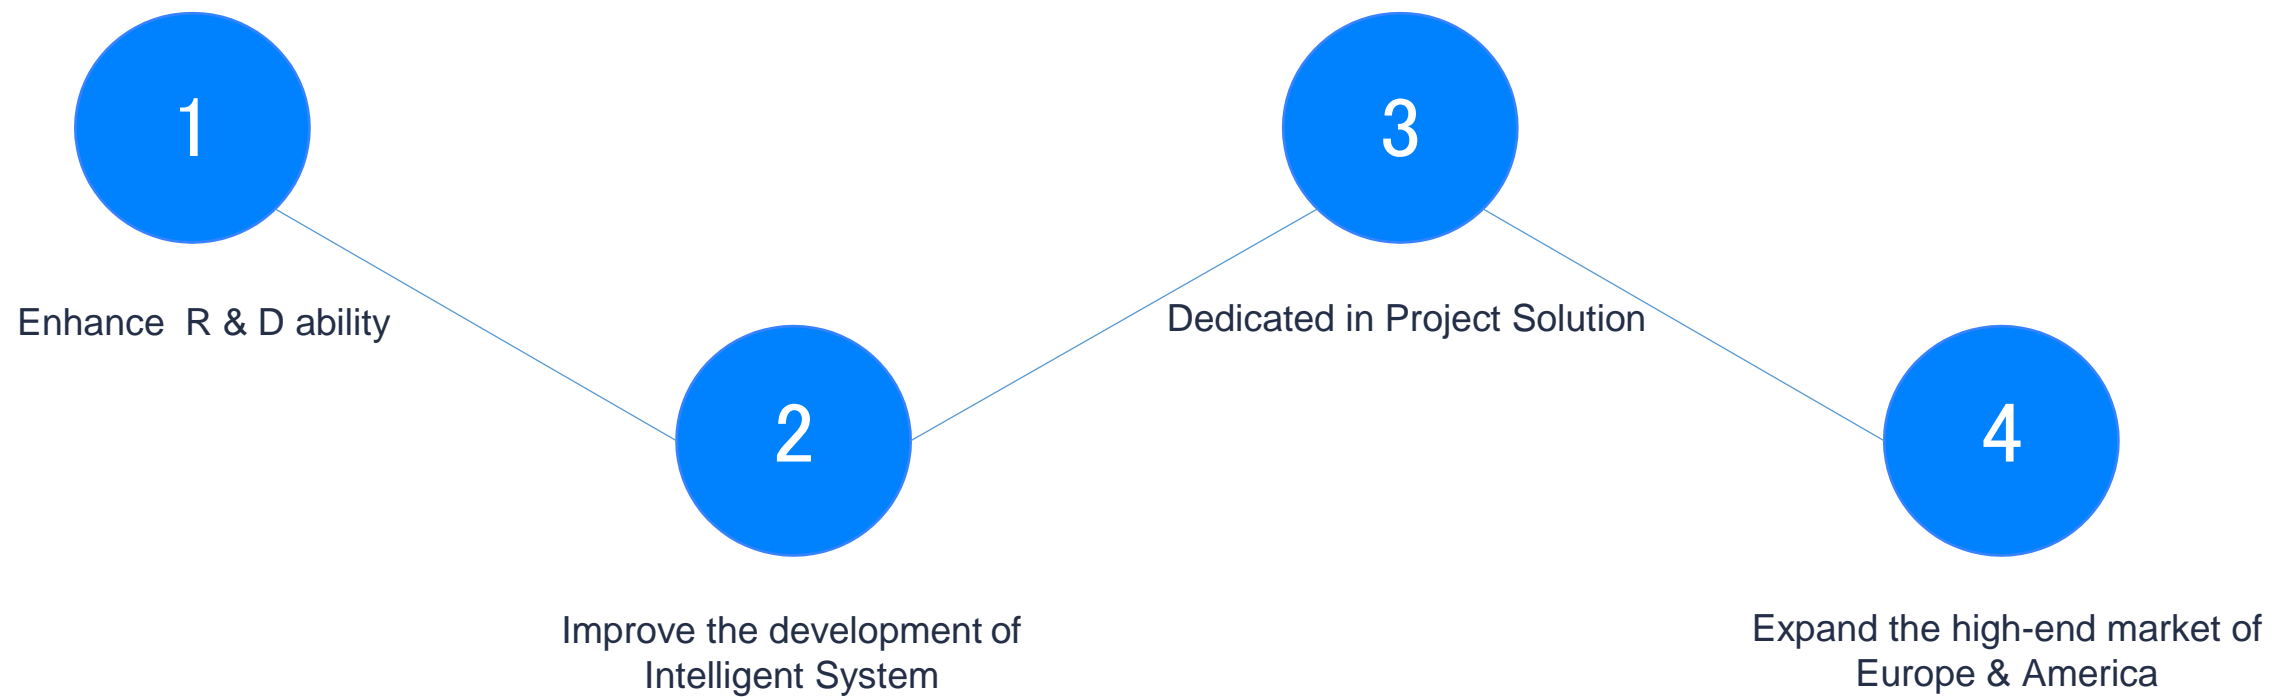 1
Enhance  R & D ability
2
Improve the development of
Intelligent System
3
Dedicated in Project Solution
4
Expand the high-end market of
Europe & America